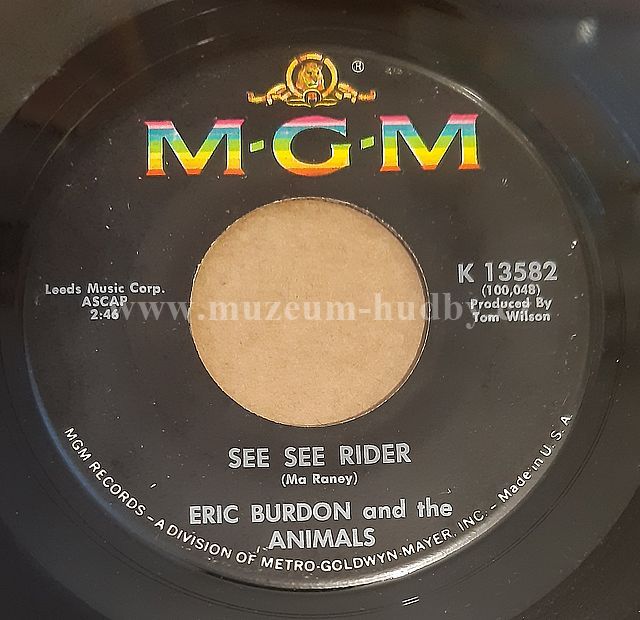 M·G·M
Leeds Music Corp.
ASCAP
2:46
K 13582
(100,048)
Produced By
Tom Wilson
www.muzeum-hudby.
SEE SEE RIDER
(Ma Raney)
ERIC BURDON and the
ANIMALS
MGM RECORDS – A DIVISION OF METRO-GOLDWYN-MAYER, INC. – Made in U. S. A.